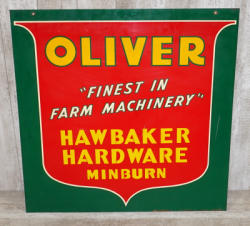 OLIVER
"FINEST IN
FARM MACHINERY"
HAWBAKER
HARDWARE
MINBURN